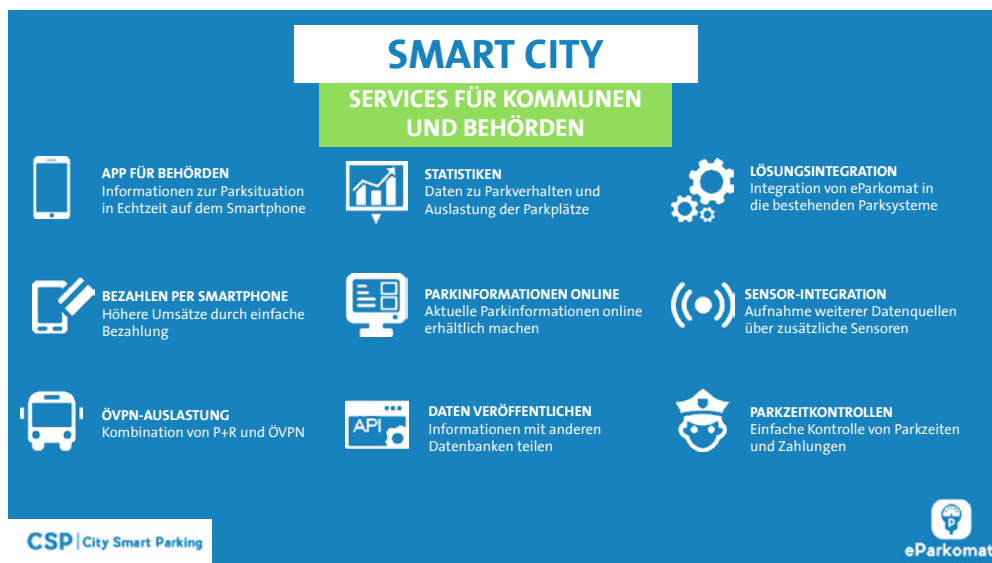 SMART CITY
SERVICES FÜR KOMMUNEN
UND BEHÖRDEN
APP FÜR BEHÖRDEN
Informationen zur Parksituation
in Echtzeit auf dem Smartphone
STATISTIKEN
Daten zu Parkverhalten und
Auslastung der Parkplätze
LÖSUNGSINTEGRATION
Integration von eParkomat in
die bestehenden Parksysteme
BEZAHLEN PER SMARTPHONE
Höhere Umsätze durch einfache
Bezahlung
PARKINFORMATIONEN ONLINE
Aktuelle Parkinformationen online
erhältlich machen
SENSOR-INTEGRATION
Aufnahme weiterer Datenquellen
über zusätzliche Sensoren
ÖVPN-AUSLASTUNG
Kombination von P+R und ÖVPN
API
DATEN VERÖFFENTLICHEN
Informationen mit anderen
Datenbanken teilen
PARKZEITKONTROLLEN
Einfache Kontrolle von Parkzeiten
und Zahlungen
CSP | City Smart Parking
P
eParkomat